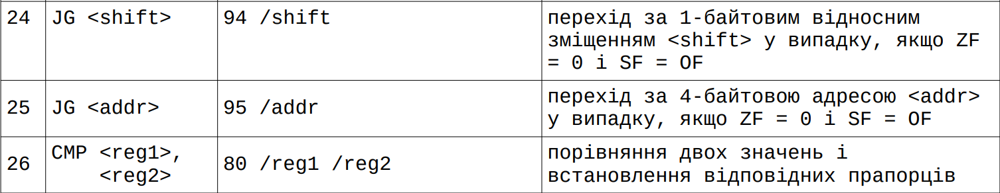 24 JG <shift> 94 /shift перехід за 1-байтовим відносним
зміщенням <shift> у випадку, якщо ZF
= 0 і SF = OF
25 JG <addr> 95 /addr перехід за 4-байтовою адресою <addr>
у випадку, якщо ZF = 0 і SF = OF
26 CMP <reg1>,
<reg2> 80 /reg1 /reg2 порівняння двох значень і
встановлення відповідних прапорців